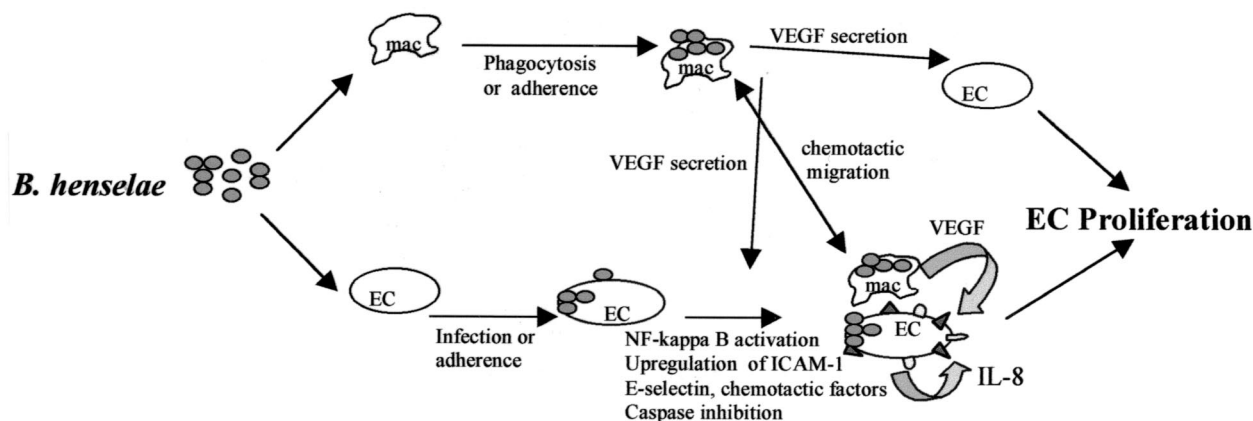 mac
Phagocytosis
or adherence
mac
VEGF secretion
EC
VEGF secretion
chemotactic
migration
B. henselae
EC Proliferation
VEGF
mac
EC
Infection or
adherence
EC
NF-kappa B activation
Upregulation of ICAM-1
E-selectin, chemotactic factors
Caspase inhibition
EC
IL-8